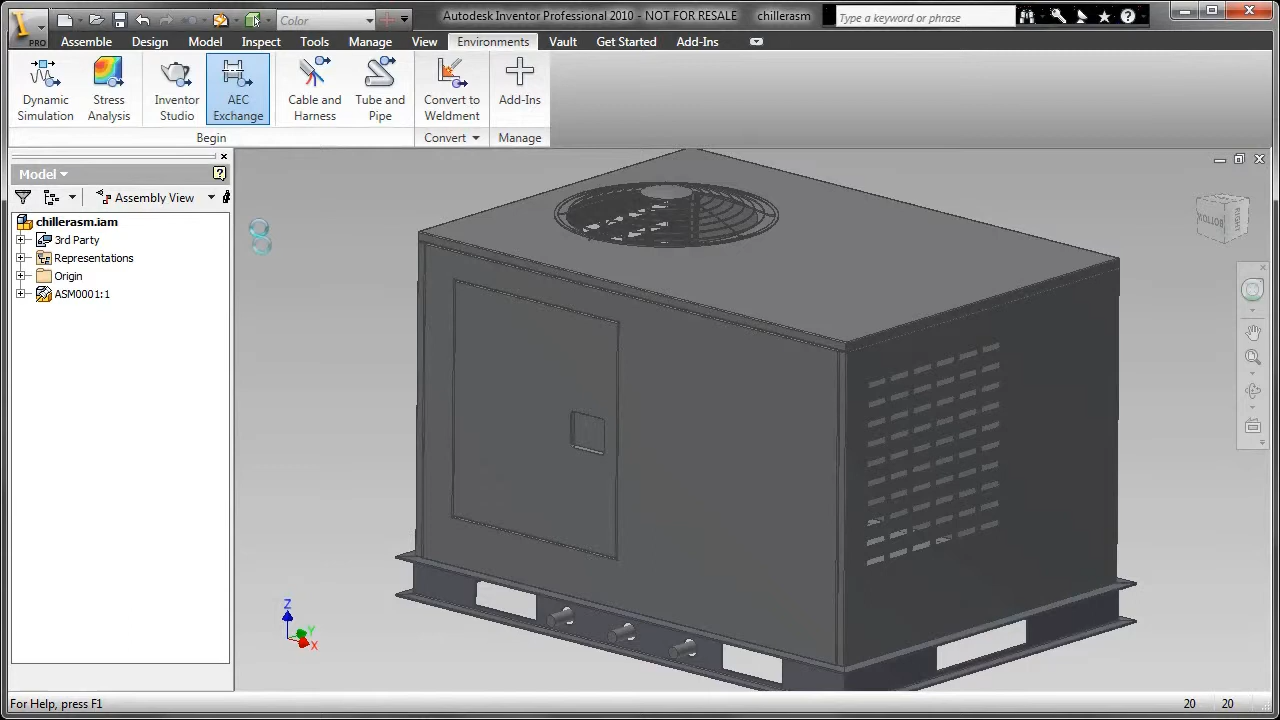 Color
Autodesk Inventor Professional 2010 - NOT FOR RESALE chillerasm
Type a keyword or phrase
PRO
Assemble Design Model Inspect Tools Manage View Environments Vault Get Started Add-Ins
Dynamic Simulation
Stress Analysis
Inventor Studio
AEC Exchange
Cable and Harness
Tube and Pipe
Convert to Weldment
Add-Ins
Begin Convert Manage
Model
Assembly View
chillerasm.iam
3rd Party
Representations
Origin
ASM0001:1
RIGHT
Z
Y
X
For Help, press F1
20 20